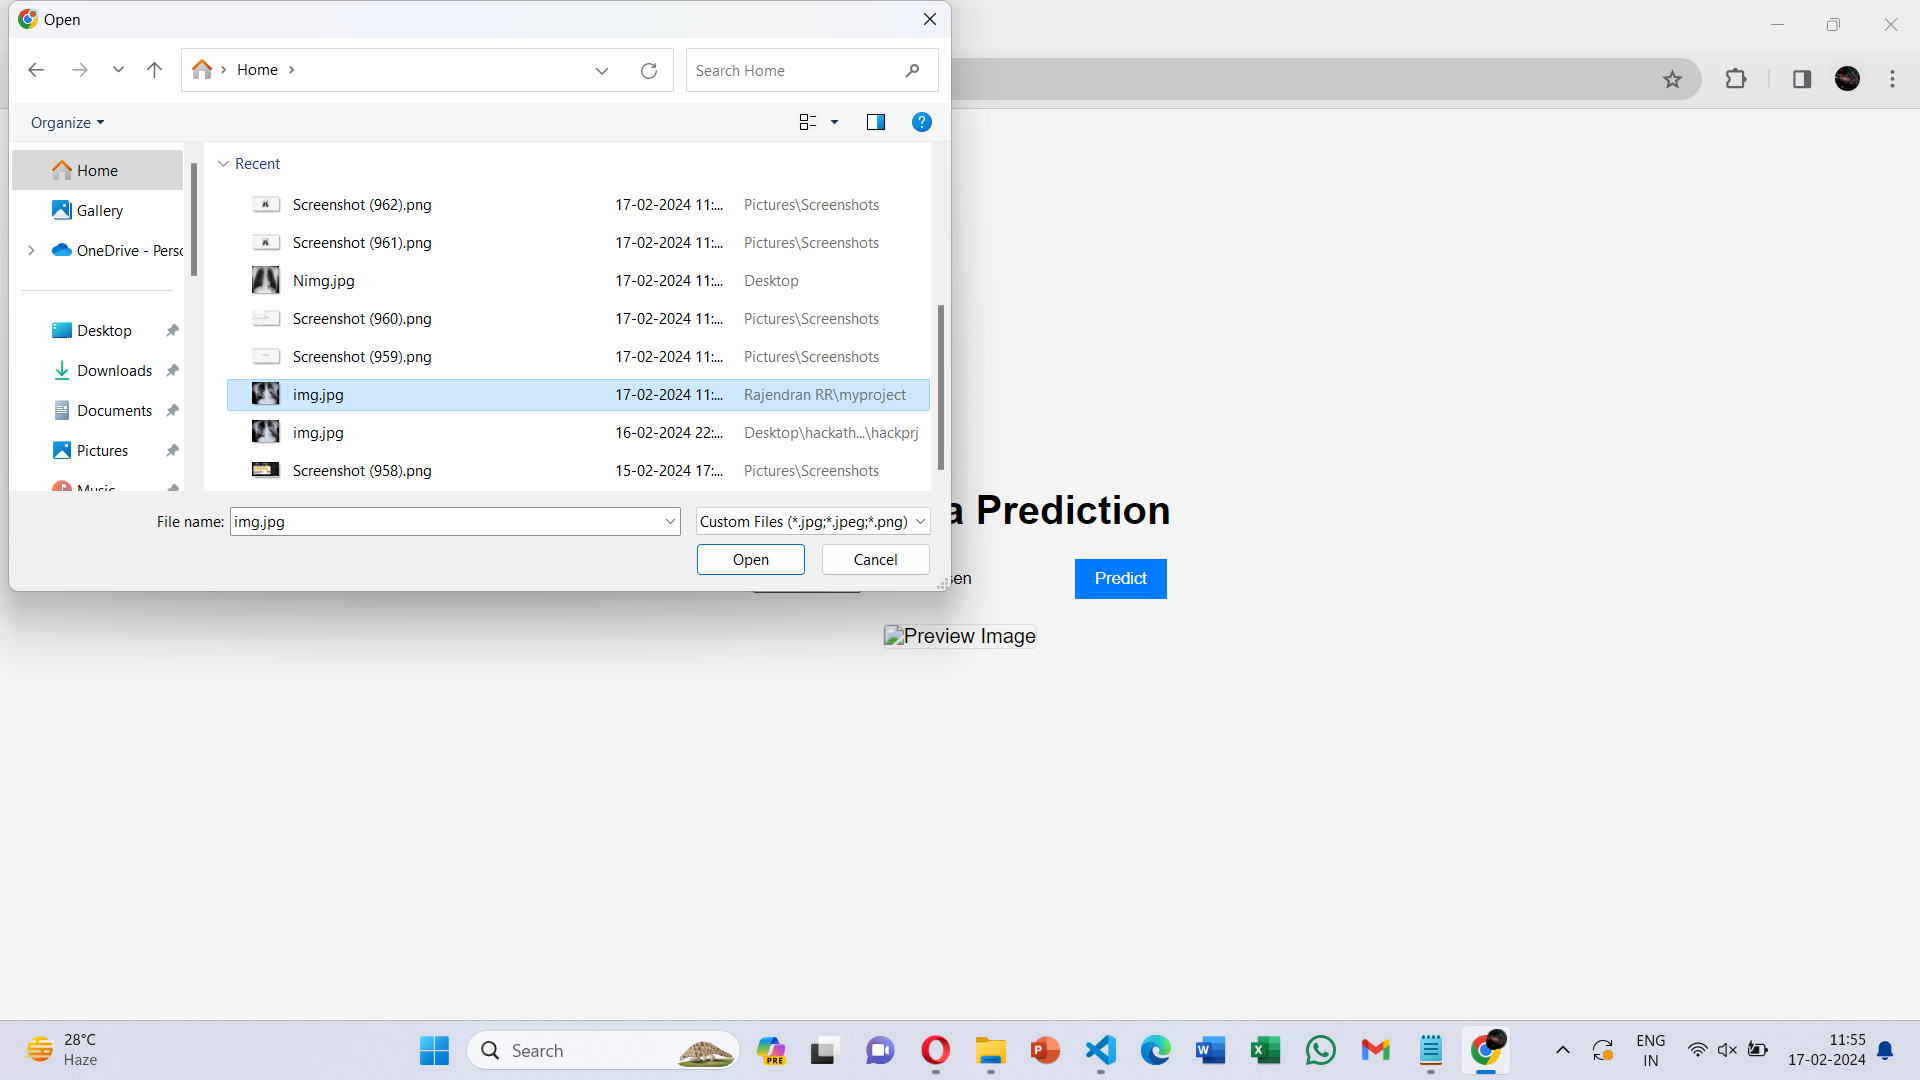 Open
Home
Search Home
Organize
Home
Gallery
OneDrive - Perso
Desktop
Downloads
Documents
Pictures
Music
Recent
Screenshot (962).png 17-02-2024 11:... Pictures\Screenshots
Screenshot (961).png 17-02-2024 11:... Pictures\Screenshots
Nimg.jpg 17-02-2024 11:... Desktop
Screenshot (960).png 17-02-2024 11:... Pictures\Screenshots
Screenshot (959).png 17-02-2024 11:... Pictures\Screenshots
img.jpg 17-02-2024 11:... Rajendran RR\myproject
img.jpg 16-02-2024 22:... Desktop\hackath...\hackprj
Screenshot (958).png 15-02-2024 17:... Pictures\Screenshots
File name: img.jpg Custom Files (*.jpg;*.jpeg;*.png)
Open Cancel
a Prediction
sen Predict
Preview Image
28°C
Haze
Search
PRE
ENG
IN
11:55
17-02-2024